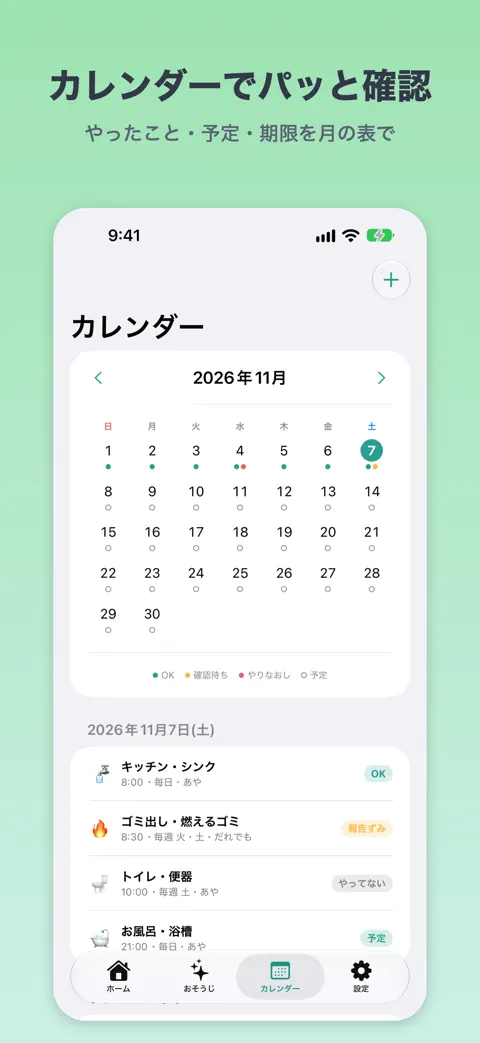 カレンダーでパッと確認
やったこと・予定・期限を月の表で
9:41
カレンダー
2026年11月
日 月 火 水 木 金 土
1 2 3 4 5 6 7
8 9 10 11 12 13 14
15 16 17 18 19 20 21
22 23 24 25 26 27 28
29 30
OK 確認待ち やりなおし 予定
2026年11月7日(土)
キッチン・シンク
8:00・毎日・あや
OK
ゴミ出し・燃えるゴミ
8:30・毎週 火・土・だれでも
報告ずみ
トイレ・便器
10:00・毎週 土・あや
やってない
お風呂・浴槽
21:00・毎日・あや
予定
ホーム おそうじ カレンダー 設定